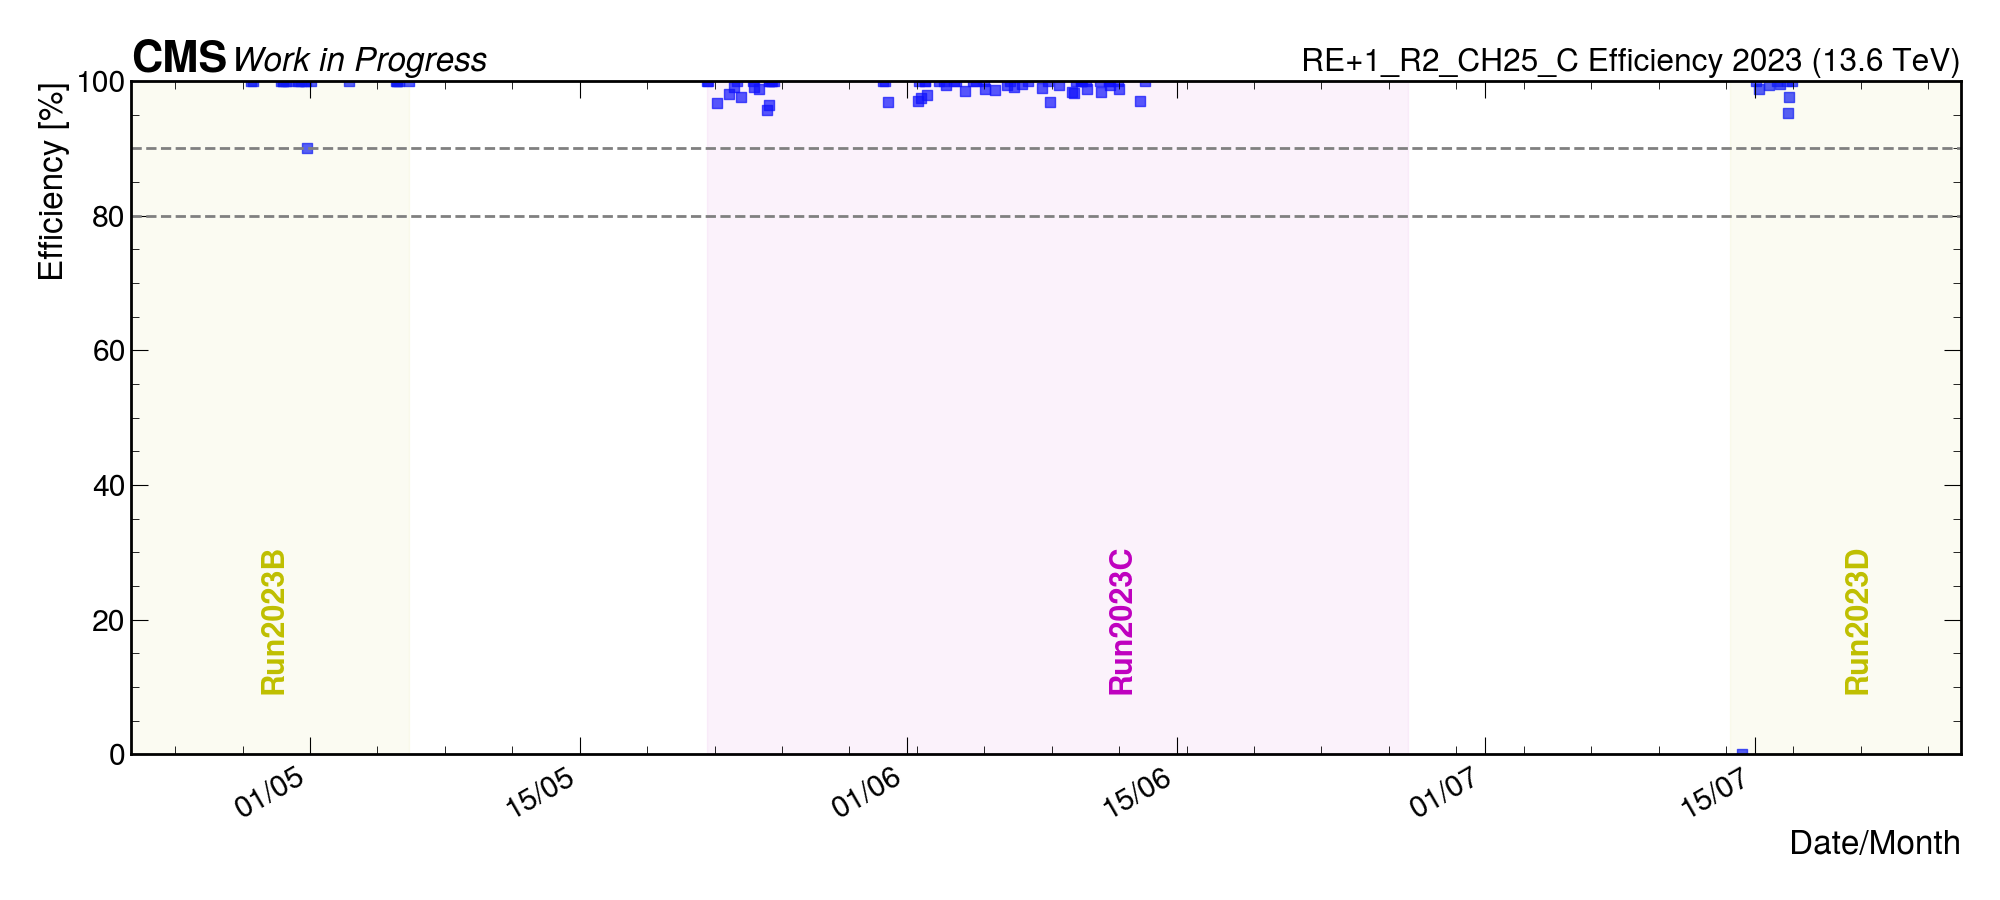 CMS Work in Progress
RE+1_R2_CH25_C Efficiency 2023 (13.6 TeV)
Efficiency [%]
100
80
60
40
20
0
Run2023B
Run2023C
Run2023D
01/05
15/05
01/06
15/06
01/07
15/07
Date/Month